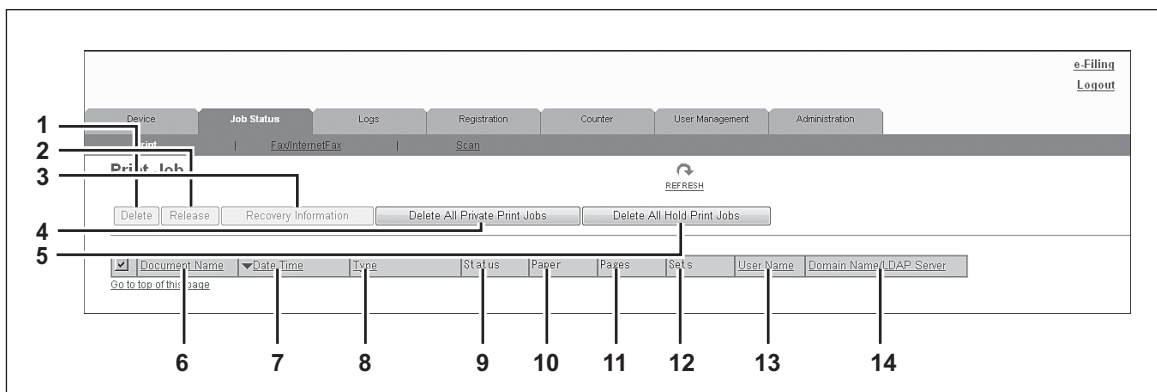 e-Filing
Logout
Device Job Status Logs Registration Counter User Management Administration
1
Print | Fax/InternetFax | Scan
2
Print Job
3
REFRESH
Delete Release Recovery Information Delete All Private Print Jobs Delete All Hold Print Jobs
4
5
Document Name Date Time Type Status Paper Pages Sets User Name Domain Name/LDAP Server
Go to top of this page
6 7 8 9 10 11 12 13 14